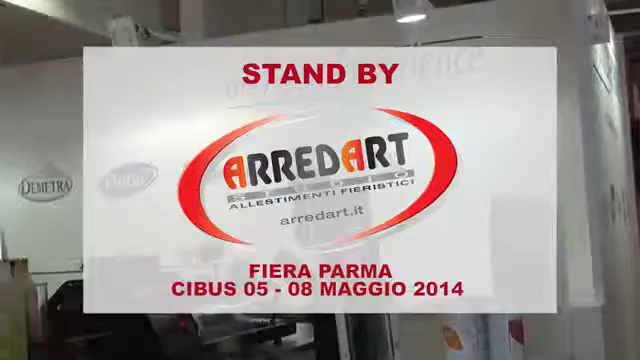 STAND BY
ARREDART
STUDIO
ALLESTIMENTI FIERISTICI
arredart.it
DEMETRA
FIERA PARMA
CIBUS 05 - 08 MAGGIO 2014